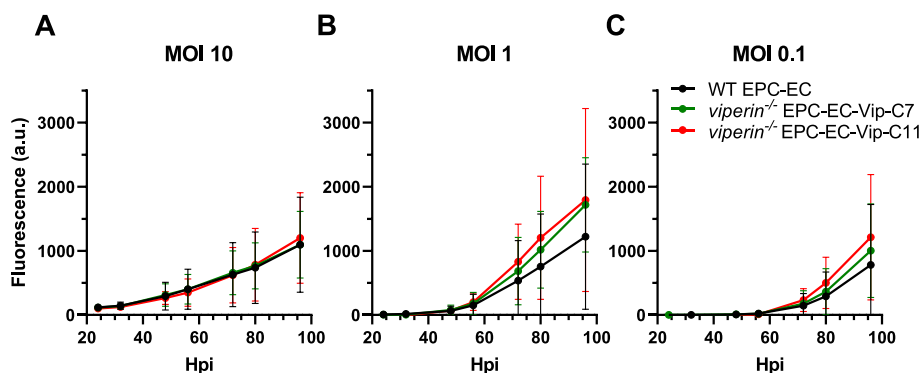 A
B
C
MOI 10
MOI 1
MOI 0.1
WT EPC-EC
viperin-/- EPC-EC-Vip-C7
viperin-/- EPC-EC-Vip-C11
Fluorescence (a.u.)
3000
2000
1000
0
20 40 60 80 100
Hpi
3000
2000
1000
0
20 40 60 80 100
Hpi
3000
2000
1000
0
20 40 60 80 100
Hpi